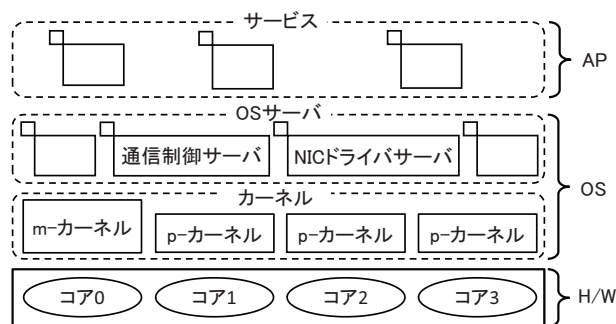 サービス
AP
OSサーバ
通信制御サーバ
NICドライバサーバ
OS
カーネル
m-カーネル
p-カーネル
p-カーネル
p-カーネル
コア0
コア1
コア2
コア3
H/W